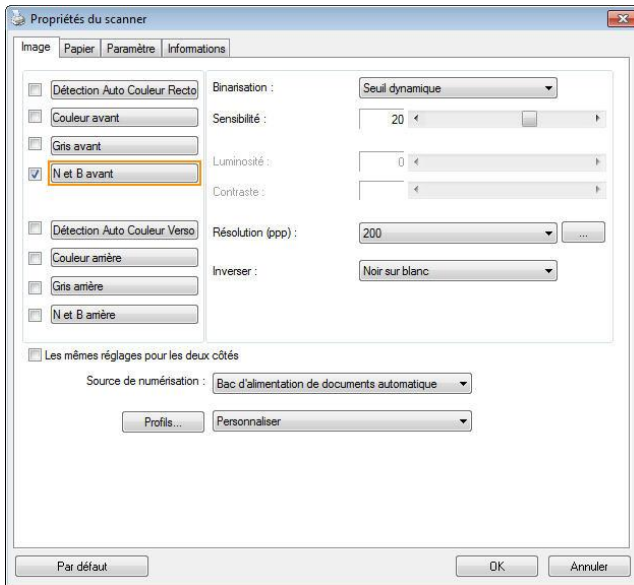 Propriétés du scanner
Image Papier Paramètre Informations
Détection Auto Couleur Recto
Couleur avant
Gris avant
N et B avant
Détection Auto Couleur Verso
Couleur arrière
Gris arrière
N et B arrière
Binarisation : Seuil dynamique
Sensibilité : 20
Luminosité : 0
Contraste :
Résolution (ppp) : 200 ...
Inverser : Noir sur blanc
Les mêmes réglages pour les deux côtés
Source de numérisation : Bac d'alimentation de documents automatique
Profils... Personnaliser
Par défaut OK Annuler